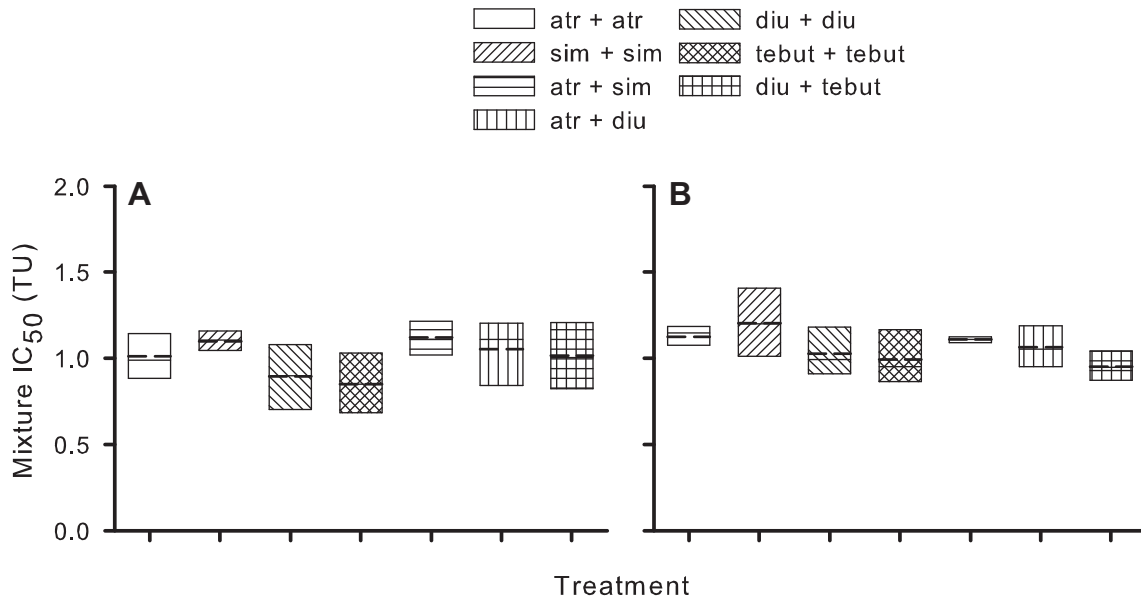 atr + atr
sim + sim
atr + sim
atr + diu
diu + diu
tebut + tebut
diu + tebut
A
B
2.0
1.5
1.0
0.5
0.0
Mixture IC50 (TU)
Treatment